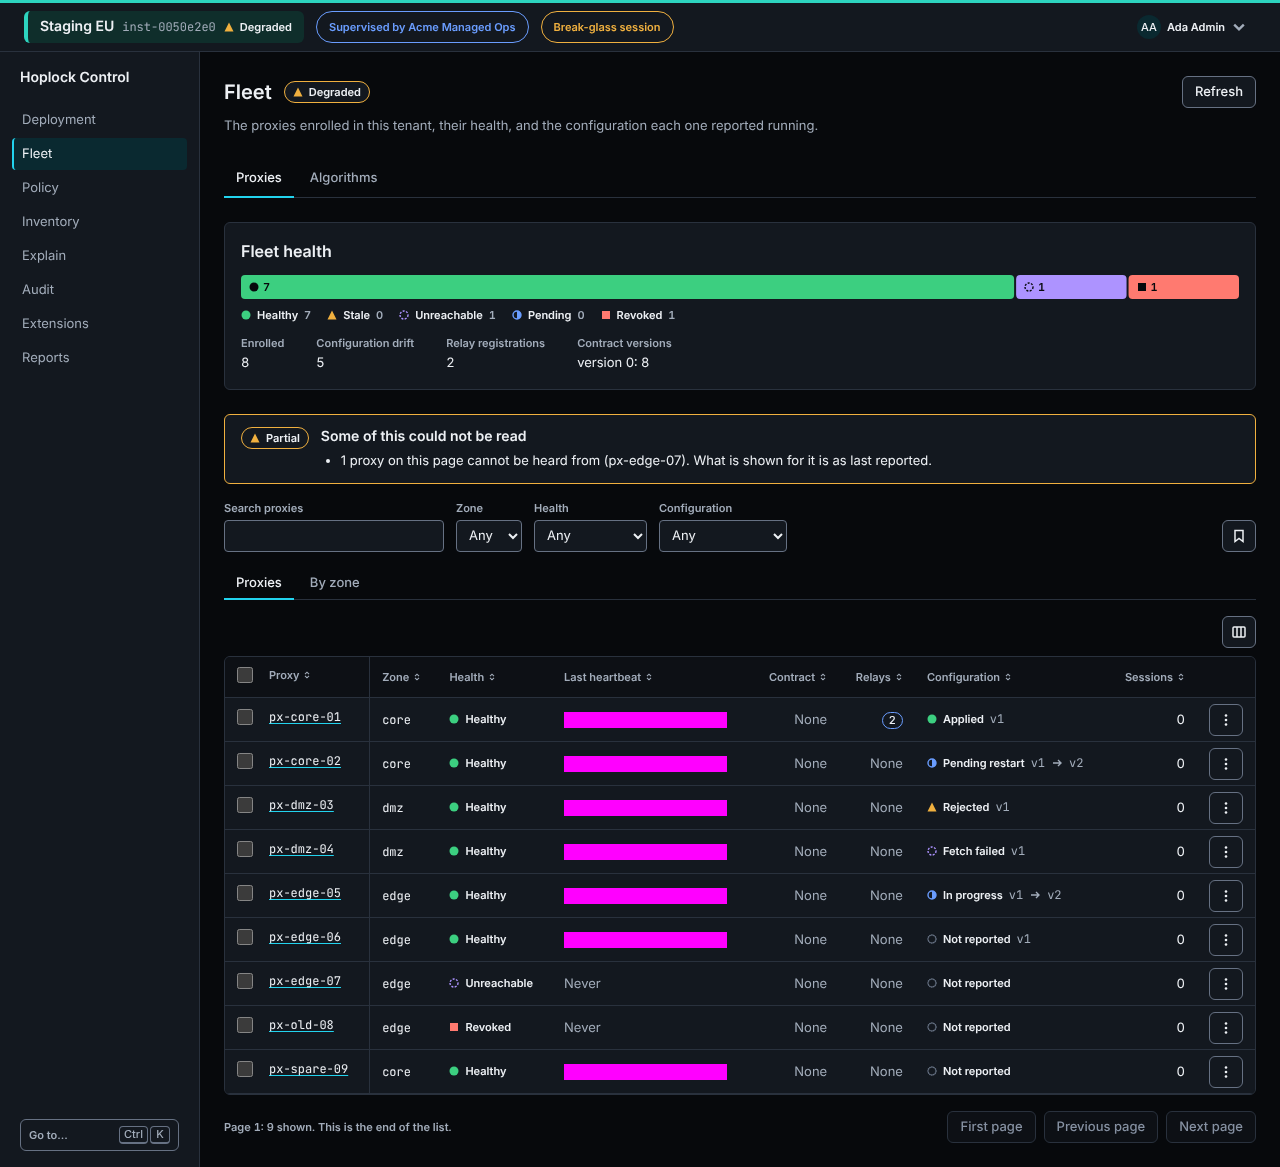 Staging EU inst-0050e2e0 Degraded Supervised by Acme Managed Ops Break-glass session AA Ada Admin
Hoplock Control
Deployment
Fleet
Policy
Inventory
Explain
Audit
Extensions
Reports
Go to... Ctrl K
Fleet Degraded Refresh
The proxies enrolled in this tenant, their health, and the configuration each one reported running.
Proxies Algorithms
Fleet health
7 1 1
Healthy 7 Stale 0 Unreachable 1 Pending 0 Revoked 1
Enrolled Configuration drift Relay registrations Contract versions
8 5 2 version 0: 8
Partial Some of this could not be read
• 1 proxy on this page cannot be heard from (px-edge-07). What is shown for it is as last reported.
Search proxies Zone Health Configuration
Any Any Any
Proxies By zone
Proxy Zone Health Last heartbeat Contract Relays Configuration Sessions
px-core-01 core Healthy None 2 Applied v1 0
px-core-02 core Healthy None None Pending restart v1 → v2 0
px-dmz-03 dmz Healthy None None Rejected v1 0
px-dmz-04 dmz Healthy None None Fetch failed v1 0
px-edge-05 edge Healthy None None In progress v1 → v2 0
px-edge-06 edge Healthy None None Not reported v1 0
px-edge-07 edge Unreachable Never None None Not reported 0
px-old-08 edge Revoked Never None None Not reported 0
px-spare-09 core Healthy None None Not reported 0
Page 1: 9 shown. This is the end of the list. First page Previous page Next page